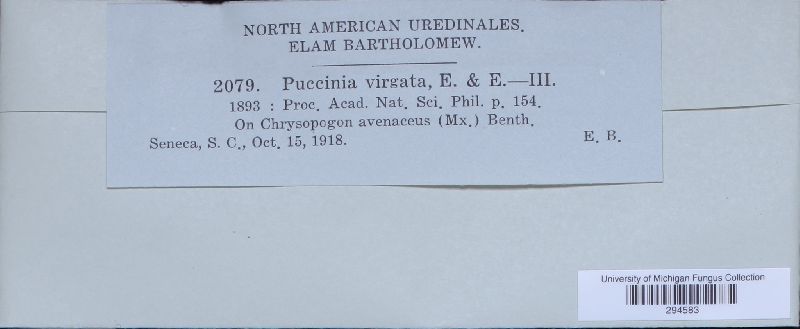 NORTH AMERICAN UREDINALES.
ELAM BARTHOLOMEW.
2079. Puccinia virgata, E. & E.—III.
1893 : Proc. Acad. Nat. Sci. Phil. p. 154.
On Chrysopogon avenaceus (Mx.) Benth.
Seneca, S. C., Oct. 15, 1918. E. B.
University of Michigan Fungus Collection
294583